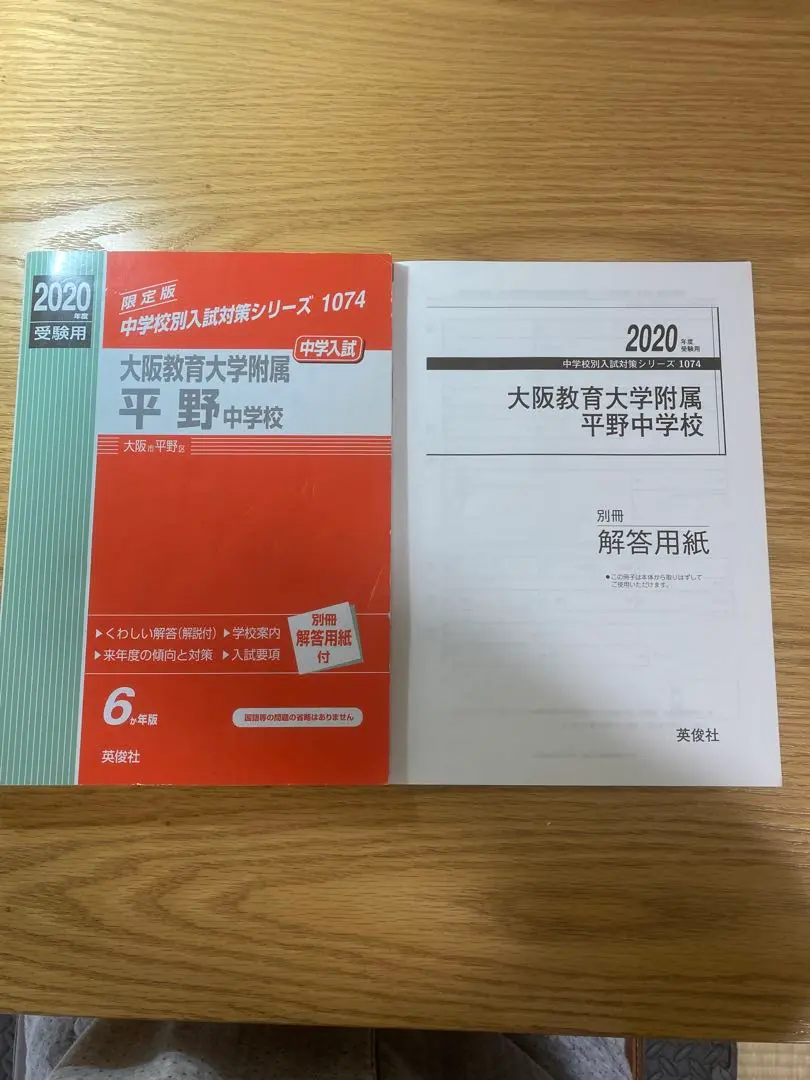 2020年度
受験用
限定版
中学校別入試対策シリーズ 1074
中学入試
大阪教育大学附属
平野中学校
大阪市平野区
▶くわしい解答(解説付) ▶学校案内
▶来年度の傾向と対策 ▶入試要項
別冊
解答用紙
付
6か年版
国語等の問題の省略はありません
英俊社
2020年度受験用
中学校別入試対策シリーズ 1074
大阪教育大学附属
平野中学校
別冊
解答用紙
●この冊子は本体から取りはずして
ご使用いただけます。
英俊社